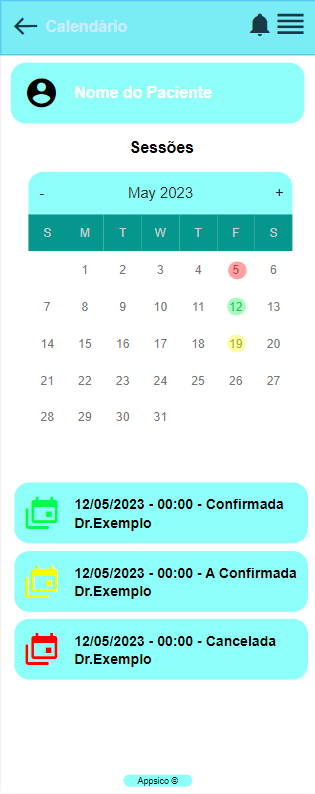 Calendário
Nome do Paciente
Sessões
- May 2023 +
S M T W T F S
1 2 3 4 5 6
7 8 9 10 11 12 13
14 15 16 17 18 19 20
21 22 23 24 25 26 27
28 29 30 31
12/05/2023 - 00:00 - Confirmada
Dr.Exemplo
12/05/2023 - 00:00 - A Confirmada
Dr.Exemplo
12/05/2023 - 00:00 - Cancelada
Dr.Exemplo
Appsico ©